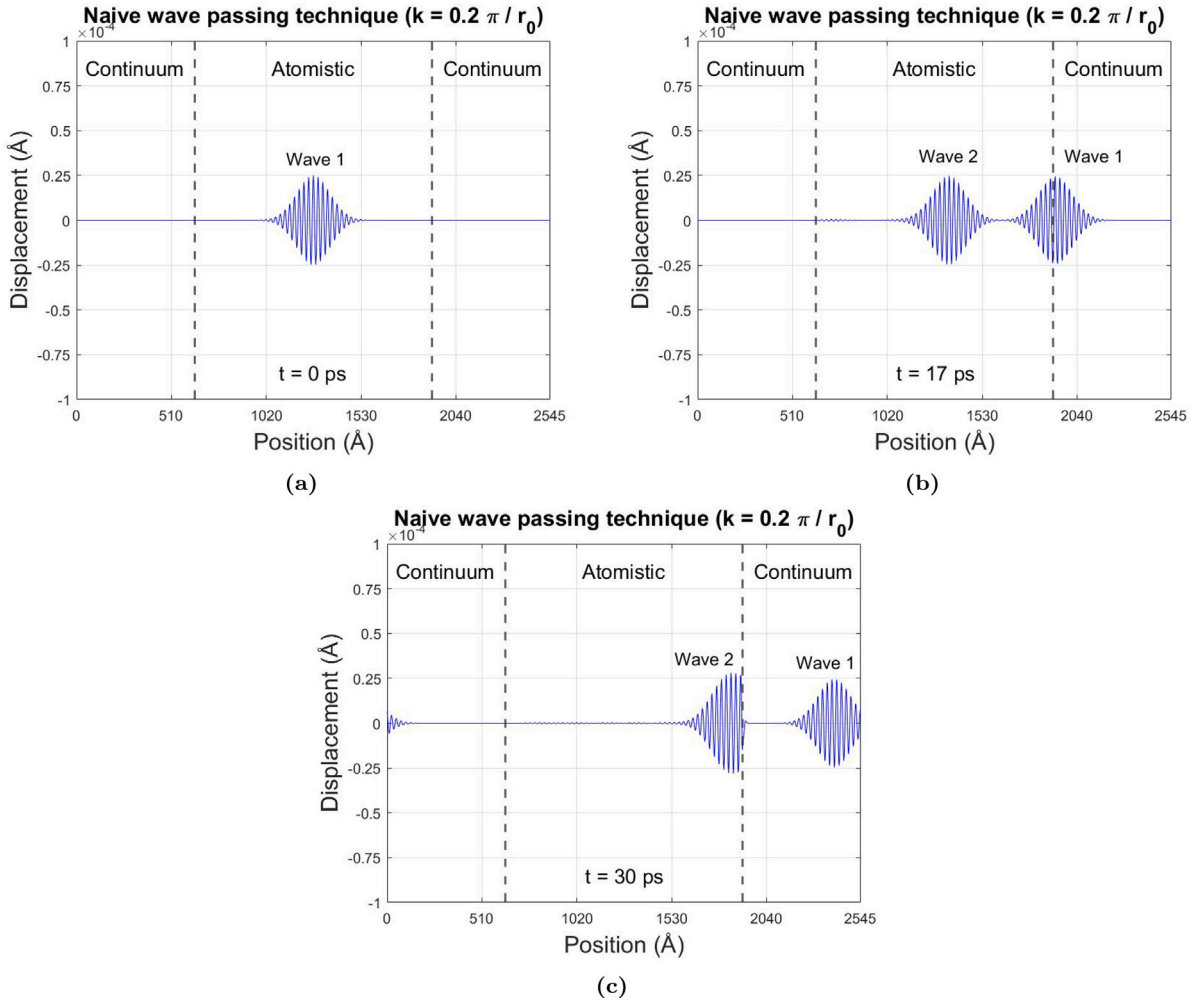 Naive wave passing technique (k = 0.2 π / r₀)
×10⁻⁴
Continuum Atomistic Continuum
Wave 1
t = 0 ps
1
0.75
0.5
0.25
0
-0.25
-0.5
-0.75
-1
Displacement (Å)
0 510 1020 1530 2040 2545
Position (Å)
(a)
Naive wave passing technique (k = 0.2 π / r₀)
×10⁻⁴
Continuum Atomistic Continuum
Wave 2 Wave 1
t = 17 ps
1
0.75
0.5
0.25
0
-0.25
-0.5
-0.75
-1
Displacement (Å)
0 510 1020 1530 2040 2545
Position (Å)
(b)
Naive wave passing technique (k = 0.2 π / r₀)
×10⁻⁴
Continuum Atomistic Continuum
Wave 2 Wave 1
t = 30 ps
1
0.75
0.5
0.25
0
-0.25
-0.5
-0.75
-1
Displacement (Å)
0 510 1020 1530 2040 2545
Position (Å)
(c)